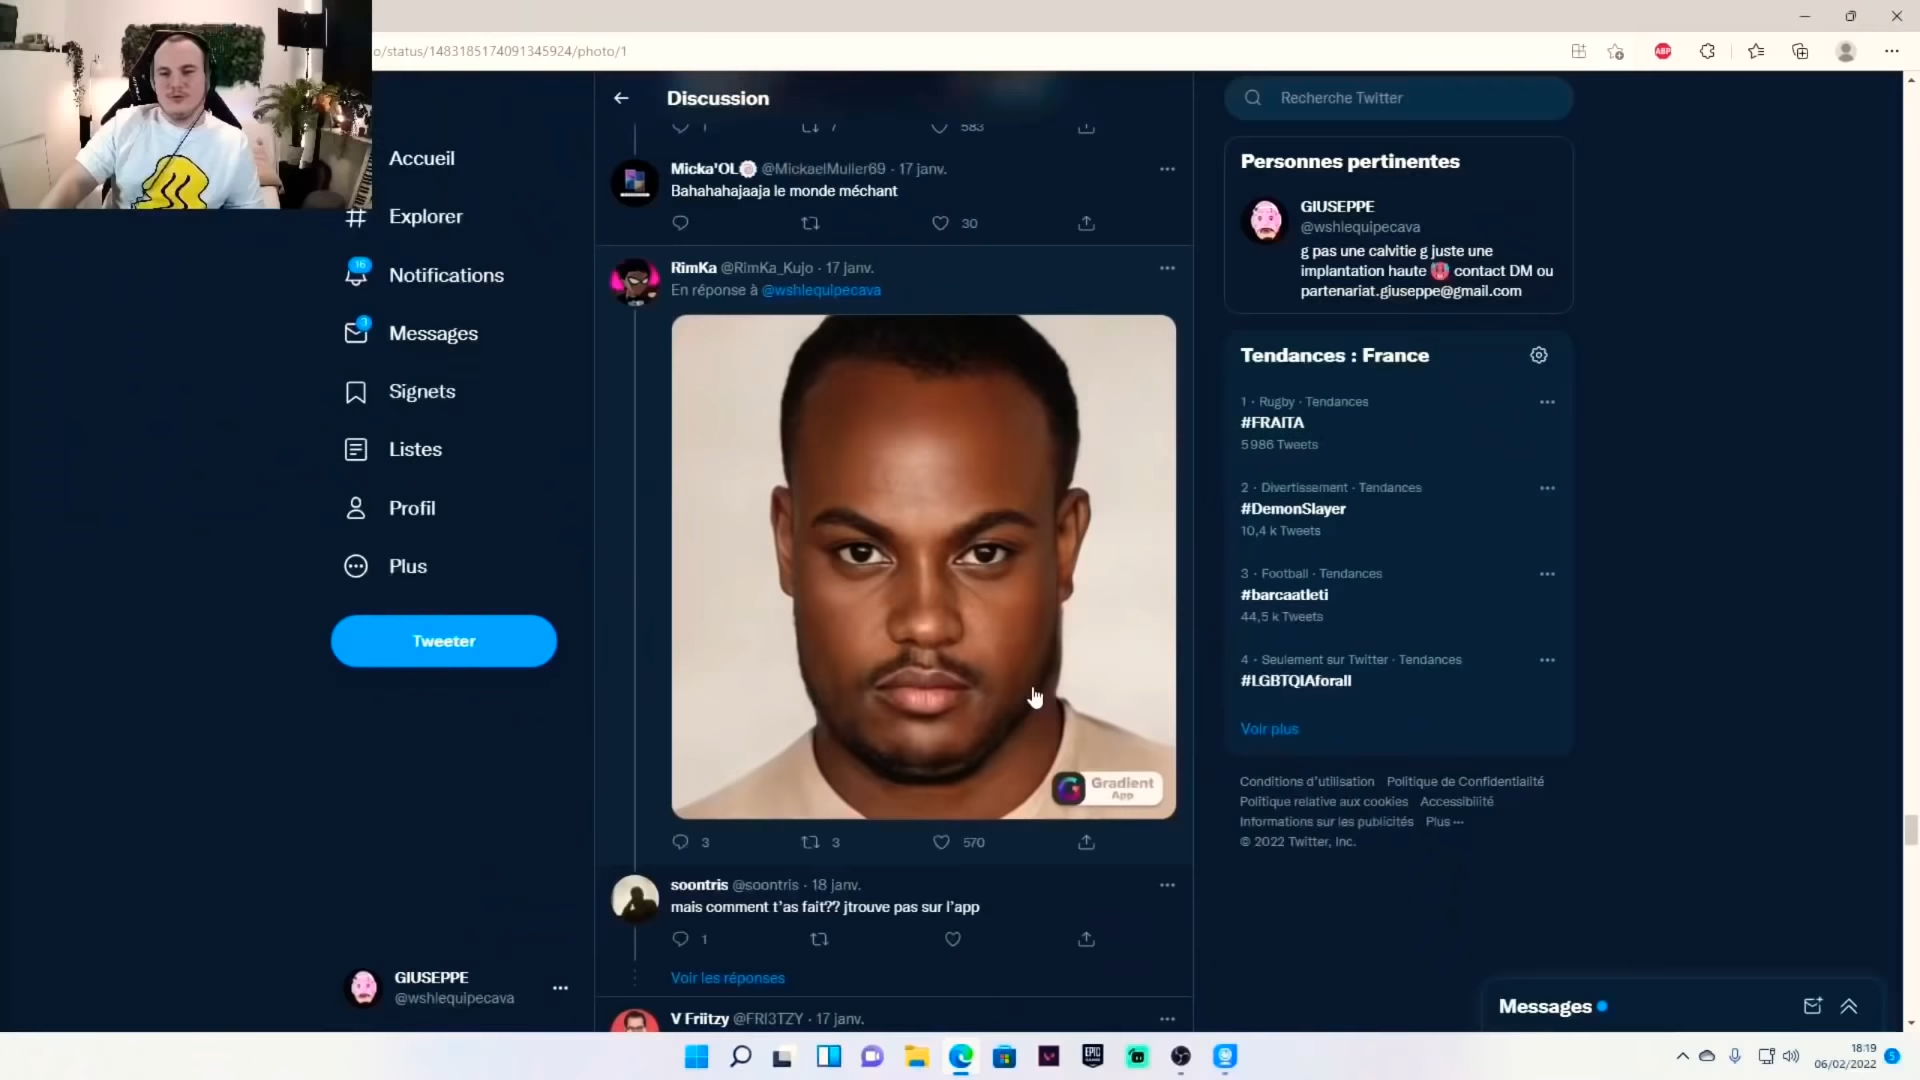 o/status/1483185174091345924/photo/1
ABP
Discussion
Recherche Twitter
583
Accueil
Explorer
16
Notifications
Messages
Signets
Listes
Profil
Plus
Tweeter
GIUSEPPE
@wshlequipecava
Micka'OL @MickaelMuller69 · 17 janv.
Bahahahajaaja le monde méchant
30
RimKa @RimKa_Kujo · 17 janv.
En réponse à @wshlequipecava
Gradient
App
3
3
570
soontris @soontris · 18 janv.
mais comment t'as fait?? jtrouve pas sur l'app
1
Voir les réponses
V Friitzy @FRI3TZY · 17 janv.
Personnes pertinentes
GIUSEPPE
@wshlequipecava
g pas une calvitie g juste une
implantation haute contact DM ou
partenariat.giuseppe@gmail.com
Tendances : France
1 · Rugby · Tendances
#FRAITA
5 986 Tweets
2 · Divertissement · Tendances
#DemonSlayer
10,4 k Tweets
3 · Football · Tendances
#barcaatleti
44,5 k Tweets
4 · Seulement sur Twitter · Tendances
#LGBTQIAforall
Voir plus
Conditions d'utilisation Politique de Confidentialité
Politique relative aux cookies Accessibilité
Informations sur les publicités Plus ···
© 2022 Twitter, Inc.
Messages
EPIC
18:19
06/02/2022
5